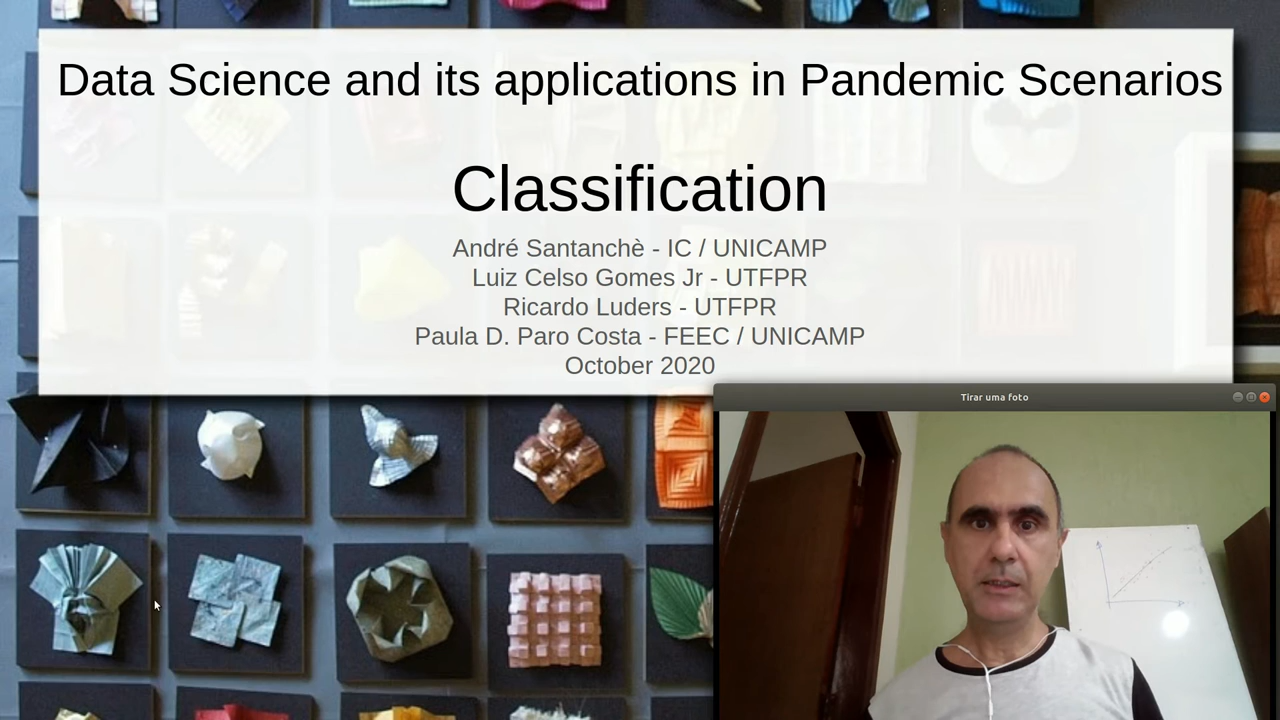 Data Science and its applications in Pandemic Scenarios
Classification
André Santanchè - IC / UNICAMP
Luiz Celso Gomes Jr - UTFPR
Ricardo Luders - UTFPR
Paula D. Paro Costa - FEEC / UNICAMP
October 2020
Tirar uma foto